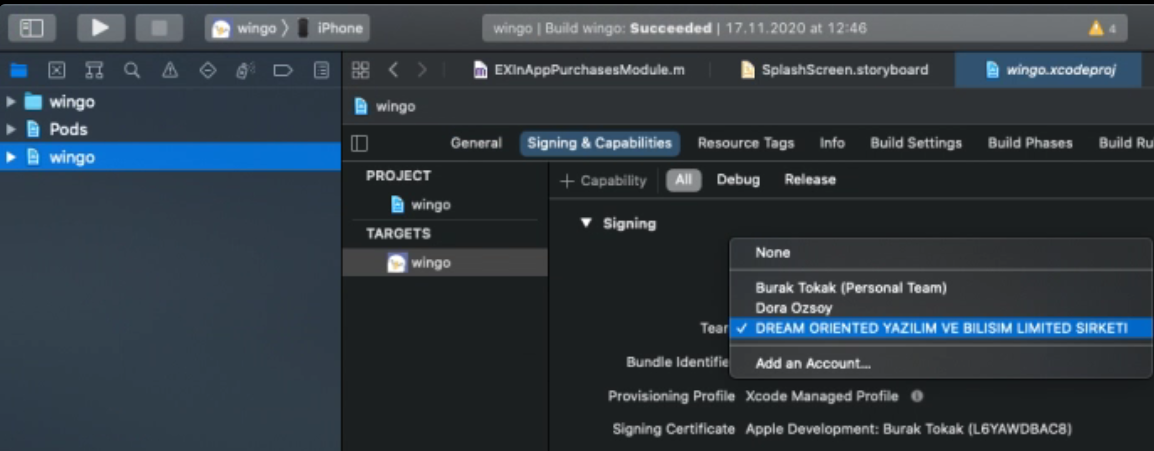 wingo 〉 iPhone
wingo | Build wingo: Succeeded | 17.11.2020 at 12:46
4
EXInAppPurchasesModule.m
SplashScreen.storyboard
wingo.xcodeproj
wingo
Pods
wingo
wingo
General
Signing & Capabilities
Resource Tags
Info
Build Settings
Build Phases
Build Ru
PROJECT
wingo
TARGETS
wingo
+ Capability
All
Debug
Release
Signing
None
Burak Tokak (Personal Team)
Dora Ozsoy
Tear ✓ DREAM ORIENTED YAZILIM VE BILISIM LIMITED SIRKETI
Bundle Identifie
Add an Account...
Provisioning Profile Xcode Managed Profile
Signing Certificate Apple Development: Burak Tokak (L6YAWDBAC8)